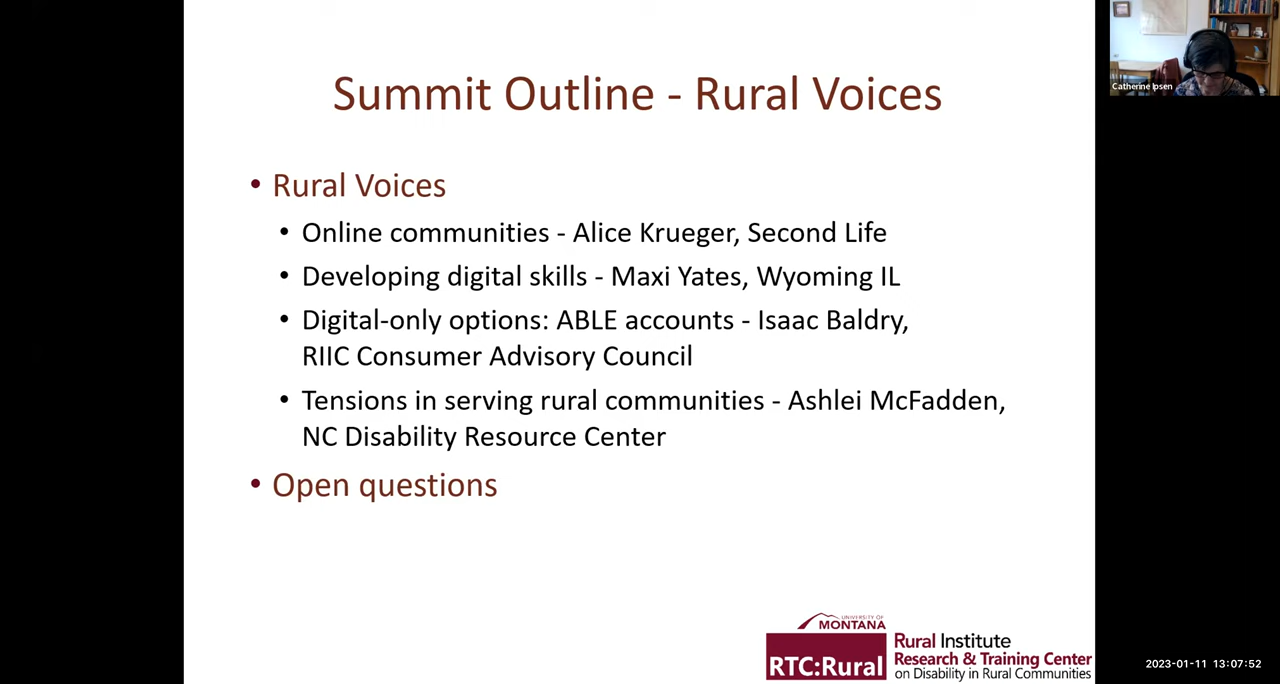 Summit Outline - Rural Voices
Catherine Ipsen
• Rural Voices
• Online communities - Alice Krueger, Second Life
• Developing digital skills - Maxi Yates, Wyoming IL
• Digital-only options: ABLE accounts - Isaac Baldry,
RIIC Consumer Advisory Council
• Tensions in serving rural communities - Ashlei McFadden,
NC Disability Resource Center
• Open questions
UNIVERSITY OF
MONTANA
RTC:Rural
Rural Institute
Research & Training Center
on Disability in Rural Communities
2023-01-11 13:07:52